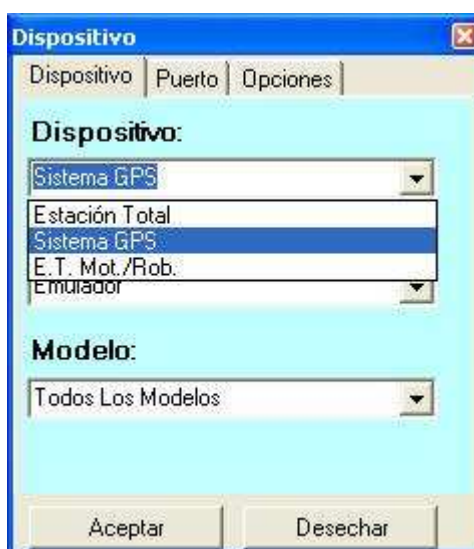 Dispositivo
Dispositivo Puerto Opciones
Dispositivo:
Sistema GPS
Estación Total
Sistema GPS
E.T. Mot./Rob.
Emulador
Modelo:
Todos Los Modelos
Aceptar Desechar